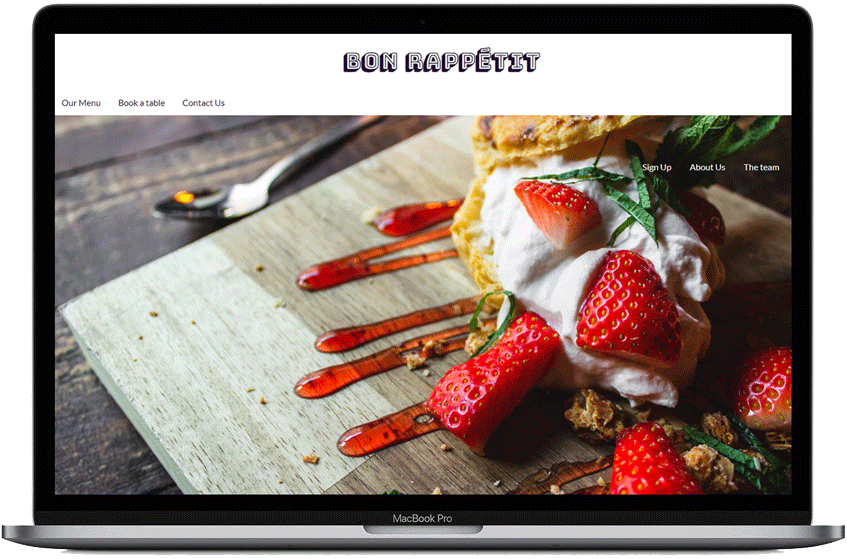 BON RAPPÉTIT
Our Menu Book a table Contact Us
Sign Up About Us The team
MacBook Pro